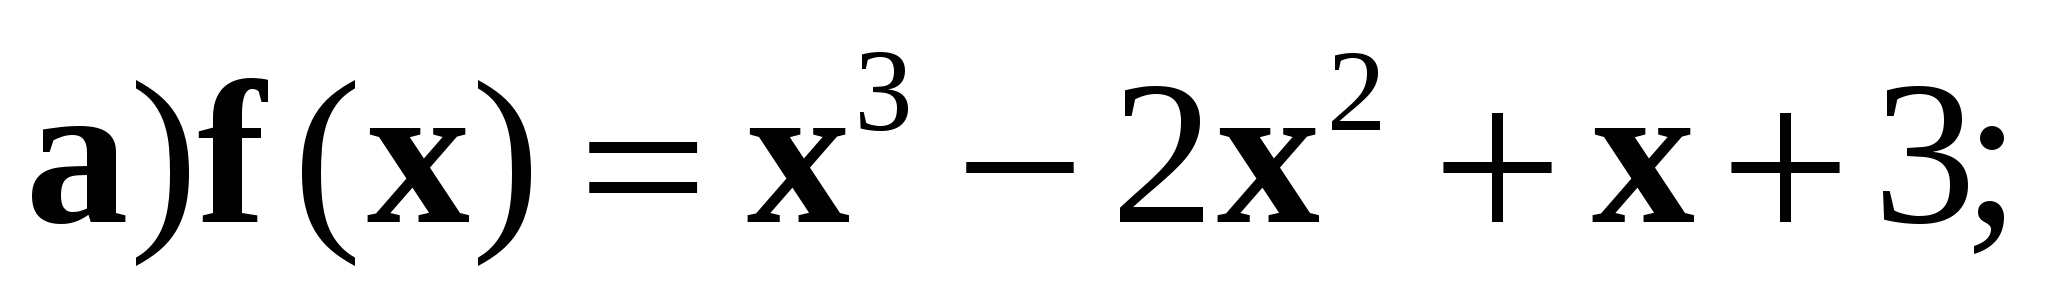 a)f(x) = x³ − 2x² + x + 3;